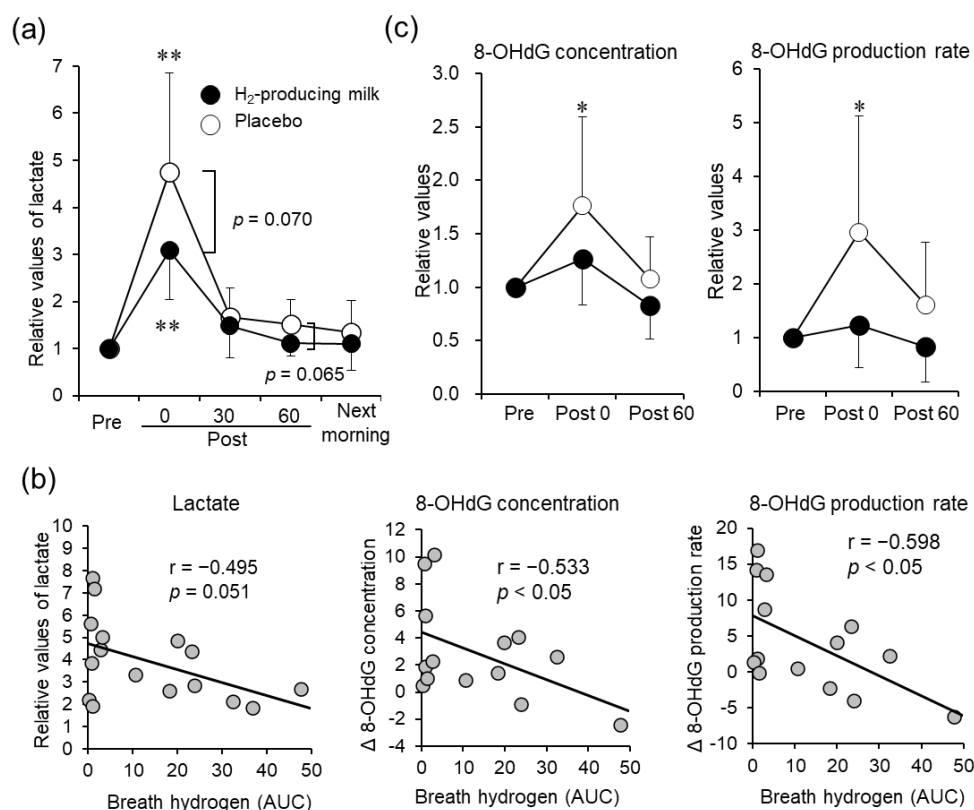 (a)
Relative values of lactate
7
6
5
4
3
2
1
0
**
**
H₂-producing milk
Placebo
p = 0.070
p = 0.065
Pre
0
30
60
Next
morning
Post
(c)
8-OHdG concentration
Relative values
3.0
2.5
2.0
1.5
1.0
0.5
0.0
*
Pre
Post 0
Post 60
8-OHdG production rate
Relative values
6
5
4
3
2
1
0
*
Pre
Post 0
Post 60
(b)
Lactate
Relative values of lactate
10
9
8
7
6
5
4
3
2
1
0
r = −0.495
p = 0.051
0
10
20
30
40
50
Breath hydrogen (AUC)
8-OHdG concentration
Δ 8-OHdG concentration
12
10
8
6
4
2
0
-2
-4
r = −0.533
p < 0.05
0
10
20
30
40
50
Breath hydrogen (AUC)
8-OHdG production rate
Δ 8-OHdG production rate
20
15
10
5
0
-5
-10
r = −0.598
p < 0.05
0
10
20
30
40
50
Breath hydrogen (AUC)